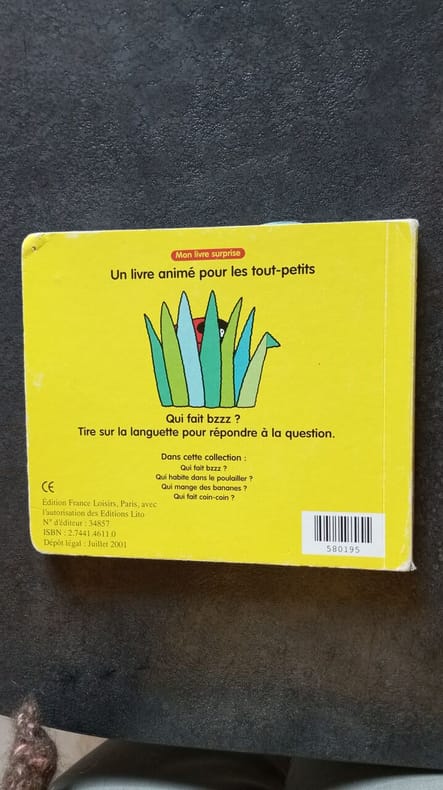 Mon livre surprise
Un livre animé pour les tout-petits
Qui fait bzzz ?
Tire sur la languette pour répondre à la question.
Dans cette collection :
Qui fait bzzz ?
Qui habite dans le poulailler ?
Qui mange des bananes ?
Qui fait coin-coin ?
CE
Édition France Loisirs, Paris, avec
l'autorisation des Editions Lito
N° d'éditeur : 34857
ISBN : 2.7441.4611.0
Dépôt légal : Juillet 2001
580195